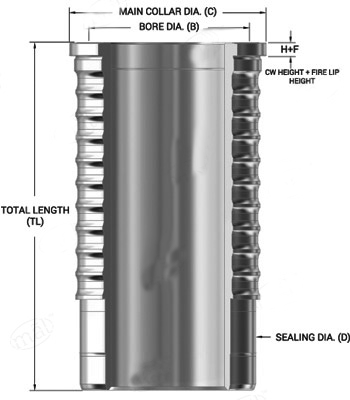 MAIN COLLAR DIA. (C)
BORE DIA. (B)
H+F
CW HEIGHT + FIRE LIP
HEIGHT
TOTAL LENGTH
(TL)
SEALING DIA. (D)